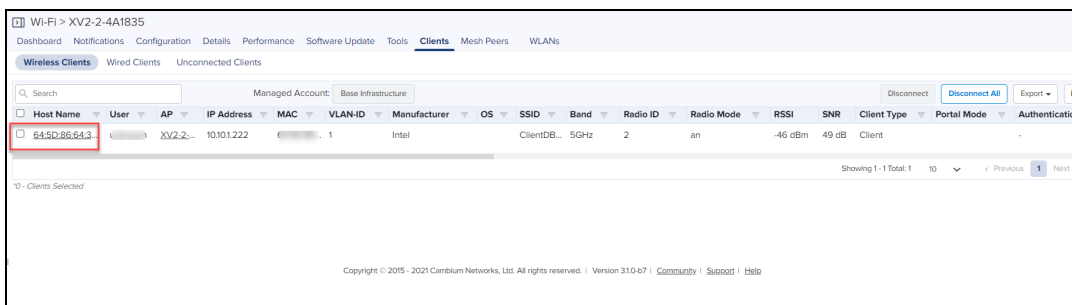 Wi-Fi > XV2-2-4A1835
Dashboard Notifications Configuration Details Performance Software Update Tools Clients Mesh Peers WLANs
Wireless Clients Wired Clients Unconnected Clients
Search Managed Account: Base Infrastructure Disconnect Disconnect All Export
Host Name User AP IP Address MAC VLAN-ID Manufacturer OS SSID Band Radio ID Radio Mode RSSI SNR Client Type Portal Mode Authenticatio
64:5D:86:64:3... XV2-2-... 10.10.1.222 1 Intel ClientDB... 5GHz 2 an -46 dBm 49 dB Client -
Showing 1 - 1 Total: 1 10 < Previous 1 Next
*0 - Clients Selected
Copyright © 2015 - 2021 Cambium Networks, Ltd. All rights reserved. | Version 3.1.0-b7 | Community | Support | Help